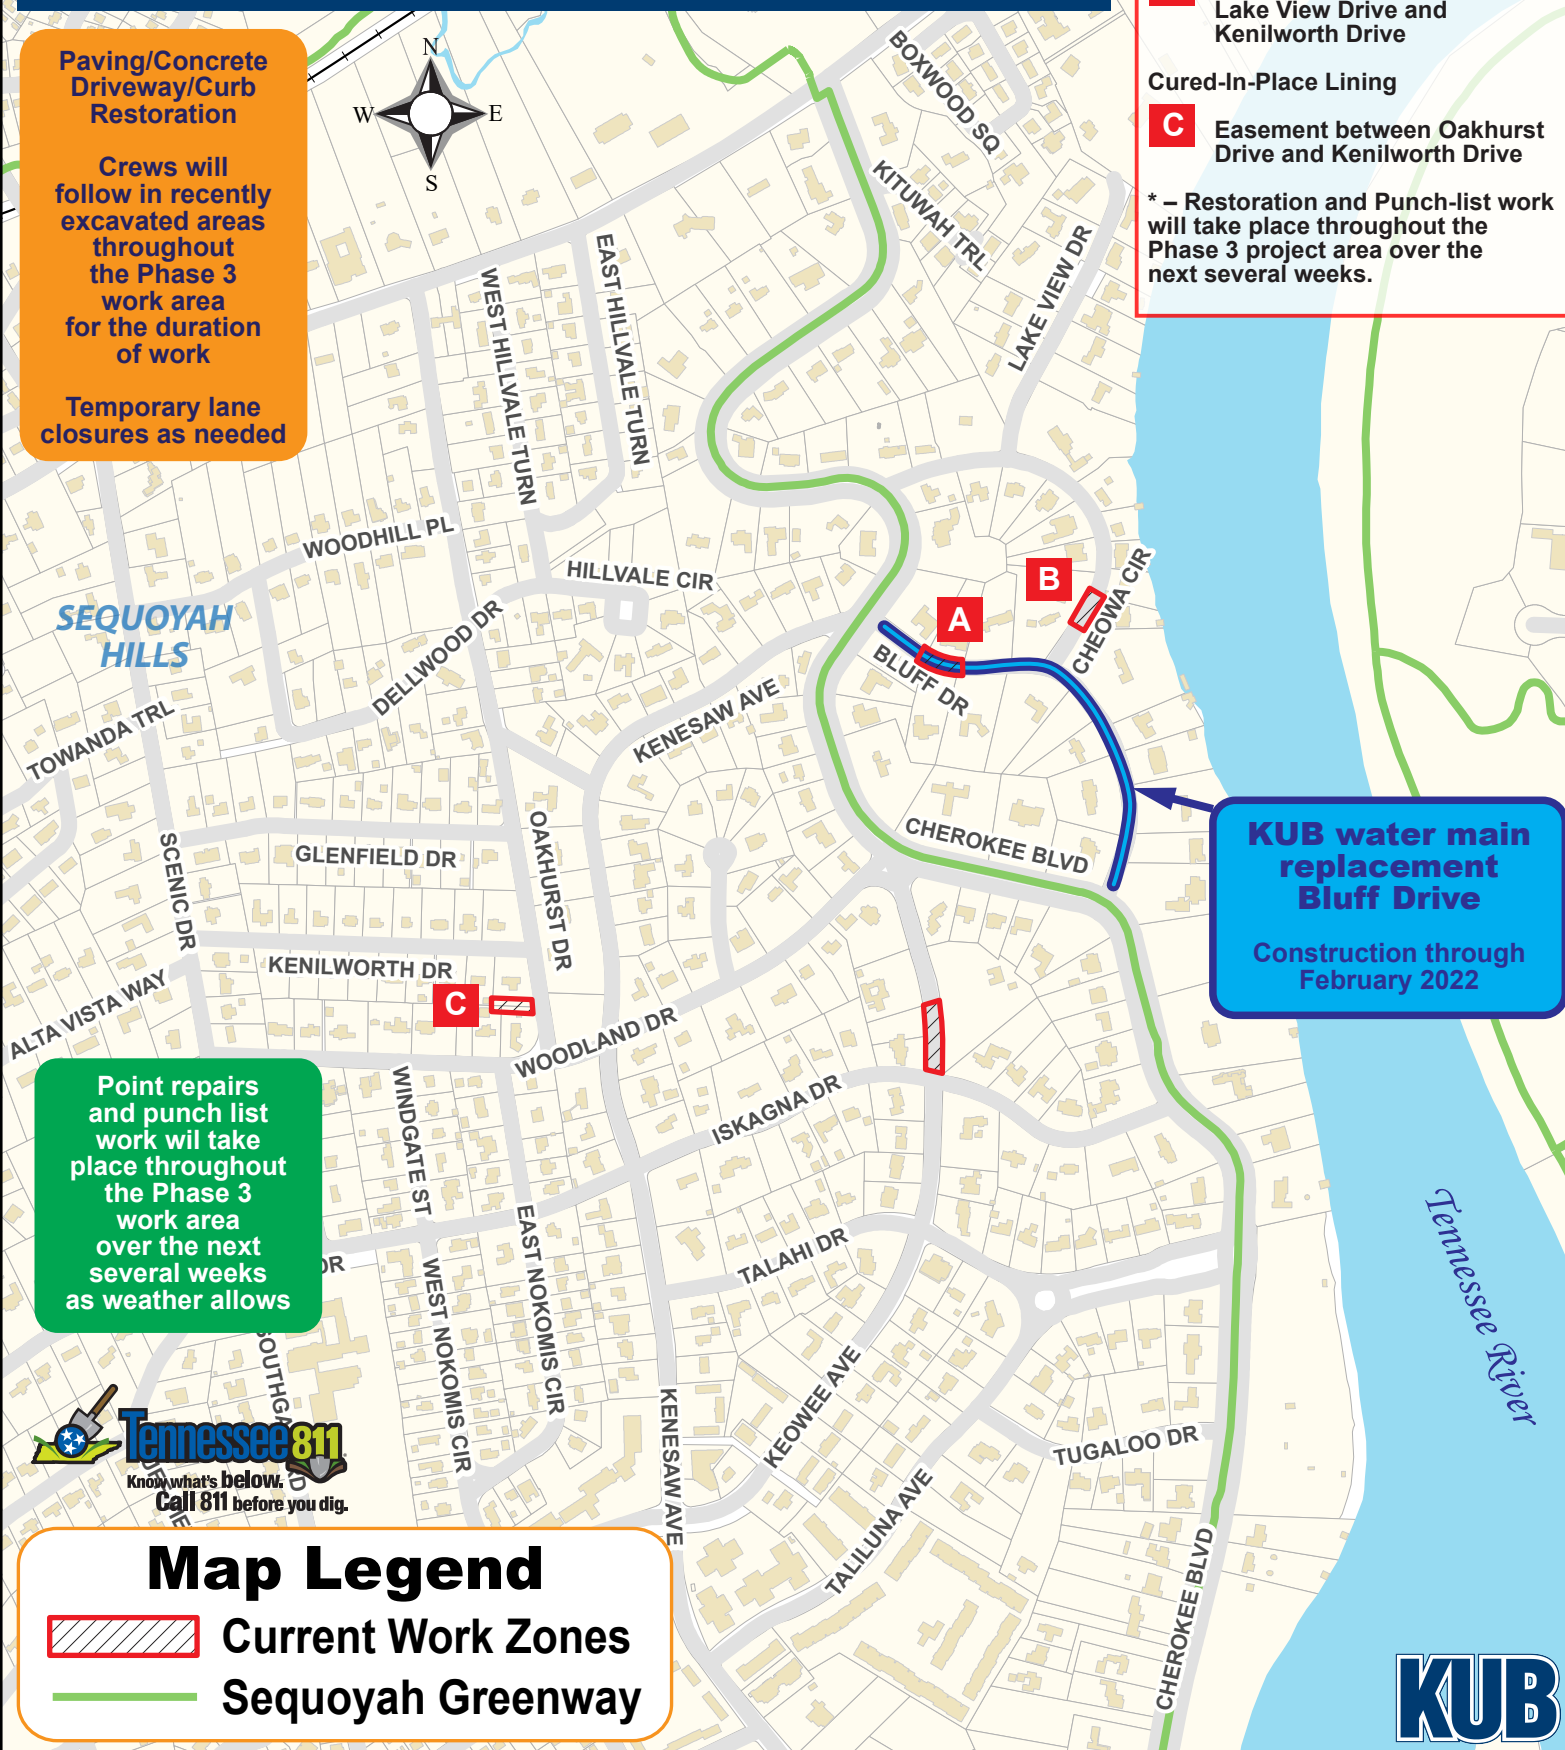 Lake View Drive and
Kenilworth Drive
Cured-In-Place Lining
C
Easement between Oakhurst
Drive and Kenilworth Drive
* – Restoration and Punch-list work
will take place throughout the
Phase 3 project area over the
next several weeks.
Paving/Concrete
Driveway/Curb
Restoration
Crews will
follow in recently
excavated areas
throughout
the Phase 3
work area
for the duration
of work
Temporary lane
closures as needed
N
W
E
S
BOXWOOD SQ
KITUWAH TRL
LAKE VIEW DR
EAST HILLVALE TURN
WEST HILLVALE TURN
WOODHILL PL
HILLVALE CIR
SEQUOYAH
HILLS
DELLWOOD DR
B
A
CHEOWA CIR
BLUFF DR
KENESAW AVE
TOWANDA TRL
CHEROKEE BLVD
KUB water main
replacement
Bluff Drive
Construction through
February 2022
SCENIC DR
GLENFIELD DR
OAKHURST DR
KENILWORTH DR
C
ALTA VISTA WAY
WOODLAND DR
WINDGATE ST
ISKAGNA DR
Point repairs
and punch list
work wil take
place throughout
the Phase 3
work area
over the next
several weeks
as weather allows
DR
EAST NOKOMIS CIR
WEST NOKOMIS CIR
TALAHI DR
Tennessee River
KENESAW AVE
KEOWEE AVE
TUGALOO DR
TALILUNA AVE
CHEROKEE BLVD
Tennessee 811
Know what's below.
Call 811 before you dig.
Map Legend
Current Work Zones
Sequoyah Greenway
KUB